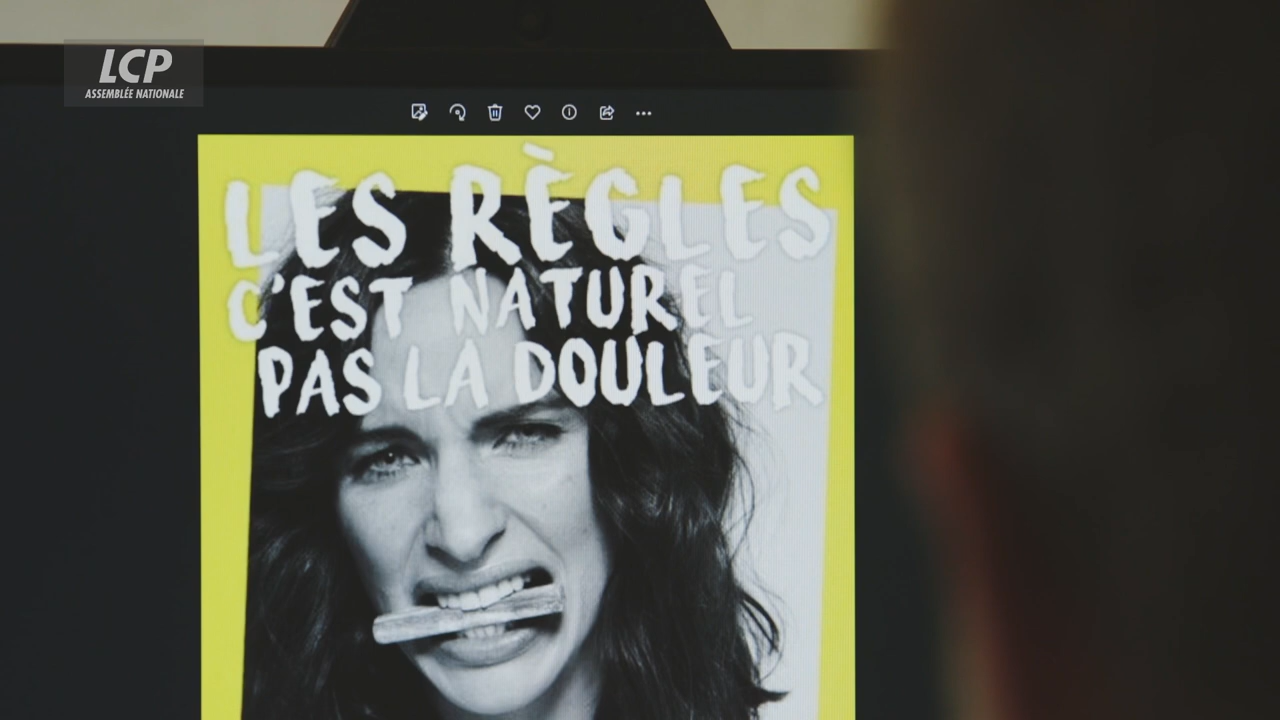 LCP
ASSEMBLÉE NATIONALE
LES RÈGLES
C'EST NATUREL
PAS LA DOULEUR